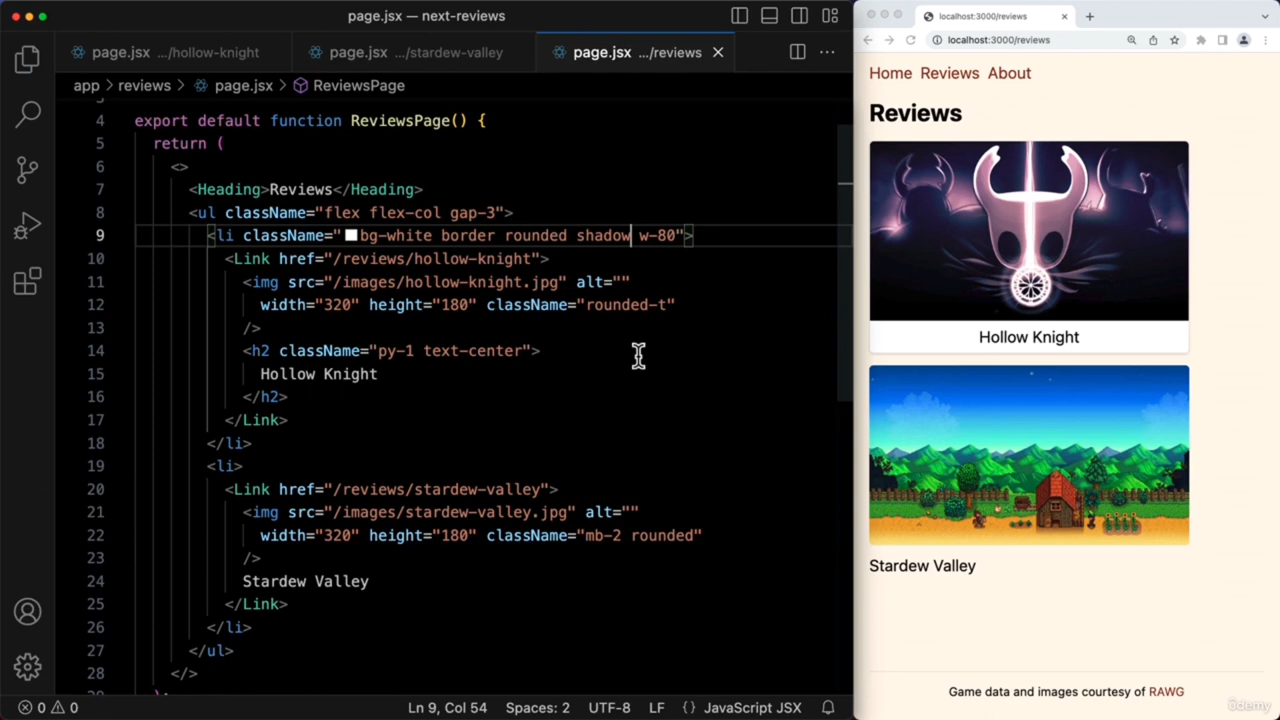 page.jsx — next-reviews
page.jsx .../hollow-knight
page.jsx .../stardew-valley
page.jsx .../reviews
app > reviews > page.jsx > ReviewsPage
4 export default function ReviewsPage() {
5 return (
6 <>
7 <Heading>Reviews</Heading>
8 <ul className="flex flex-col gap-3">
9 <li className="bg-white border rounded shadow w-80">
10 <Link href="/reviews/hollow-knight">
11 <img src="/images/hollow-knight.jpg" alt=""
12 width="320" height="180" className="rounded-t"
13 />
14 <h2 className="py-1 text-center">
15 Hollow Knight
16 </h2>
17 </Link>
18 </li>
19 <li>
20 <Link href="/reviews/stardew-valley">
21 <img src="/images/stardew-valley.jpg" alt=""
22 width="320" height="180" className="mb-2 rounded"
23 />
24 Stardew Valley
25 </Link>
26 </li>
27 </ul>
28 </>
0 0
Ln 9, Col 54
Spaces: 2
UTF-8
LF
{} JavaScript JSX
localhost:3000/reviews
localhost:3000/reviews
Home Reviews About
Reviews
Hollow Knight
Stardew Valley
Game data and images courtesy of RAWG
ûdemy